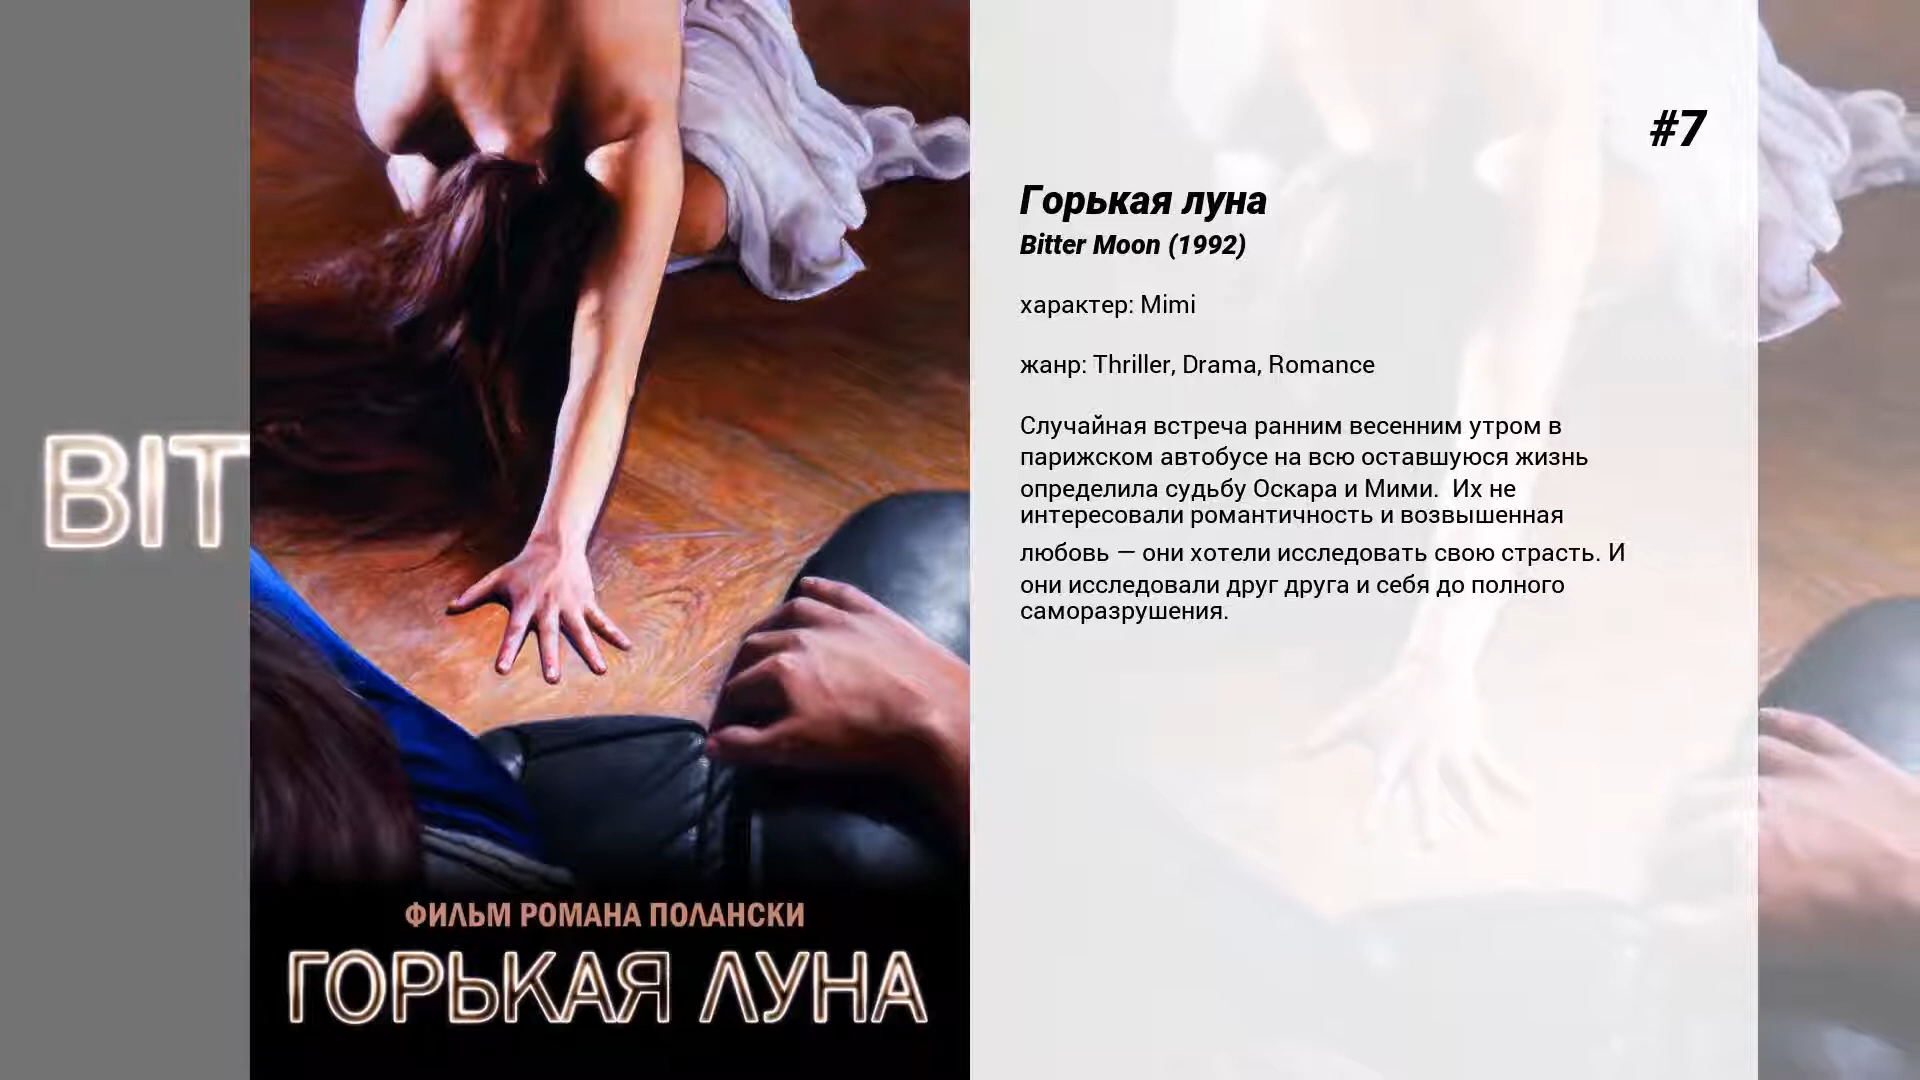 #7
Горькая луна
Bitter Moon (1992)
характер: Mimi
жанр: Thriller, Drama, Romance
Случайная встреча ранним весенним утром в
парижском автобусе на всю оставшуюся жизнь
определила судьбу Оскара и Мими.  Их не
интересовали романтичность и возвышенная
любовь — они хотели исследовать свою страсть. И
они исследовали друг друга и себя до полного
саморазрушения.
BIT
ФИЛЬМ РОМАНА ПОЛАНСКИ
ГОРЬКАЯ ЛУНА